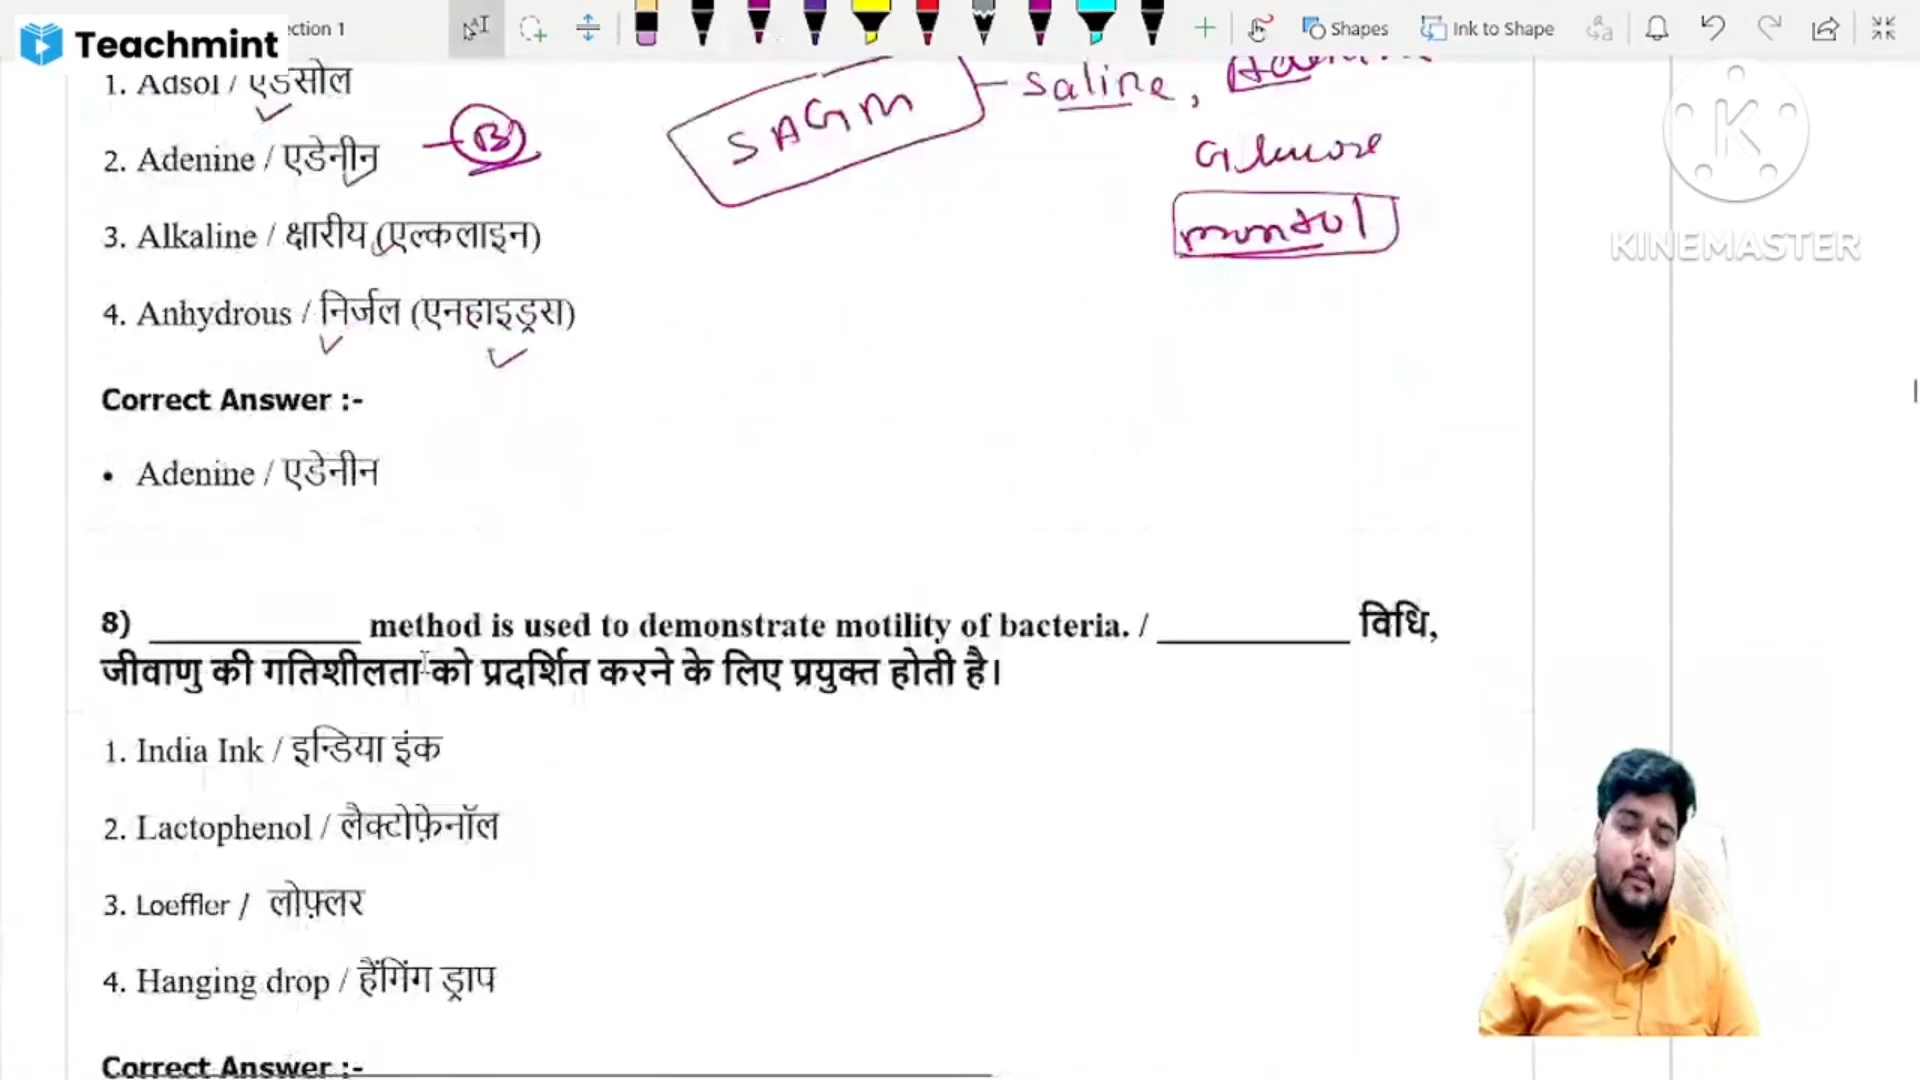 Teachmint
ection 1
Shapes
Ink to Shape
1. Adsol / एडसोल
2. Adenine / एडेनीन
B
SAGM
saline,
Glucose
KINEMASTER
3. Alkaline / क्षारीय (एल्कलाइन)
4. Anhydrous / निर्जल (एनहाइड्रस)
Correct Answer :-
• Adenine / एडेनीन
8) ____________ method is used to demonstrate motility of bacteria. / ___________ विधि,
जीवाणु की गतिशीलता को प्रदर्शित करने के लिए प्रयुक्त होती है।
1. India Ink / इन्डिया इंक
2. Lactophenol / लैक्टोफ़ेनॉल
3. Loeffler / लोफ़्लर
4. Hanging drop / हैंगिंग ड्राप
Correct Answer :-